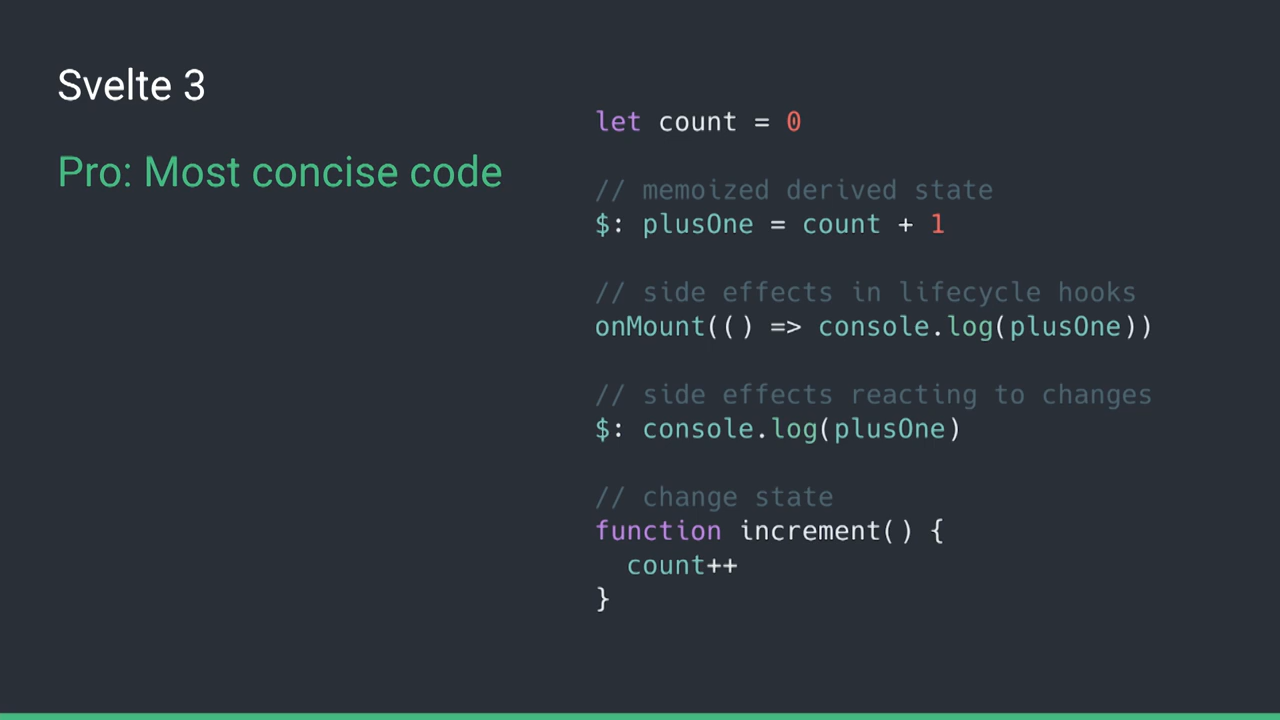 Svelte 3
Pro: Most concise code
let count = 0
// memoized derived state
$: plusOne = count + 1
// side effects in lifecycle hooks
onMount(() => console.log(plusOne))
// side effects reacting to changes
$: console.log(plusOne)
// change state
function increment() {
  count++
}